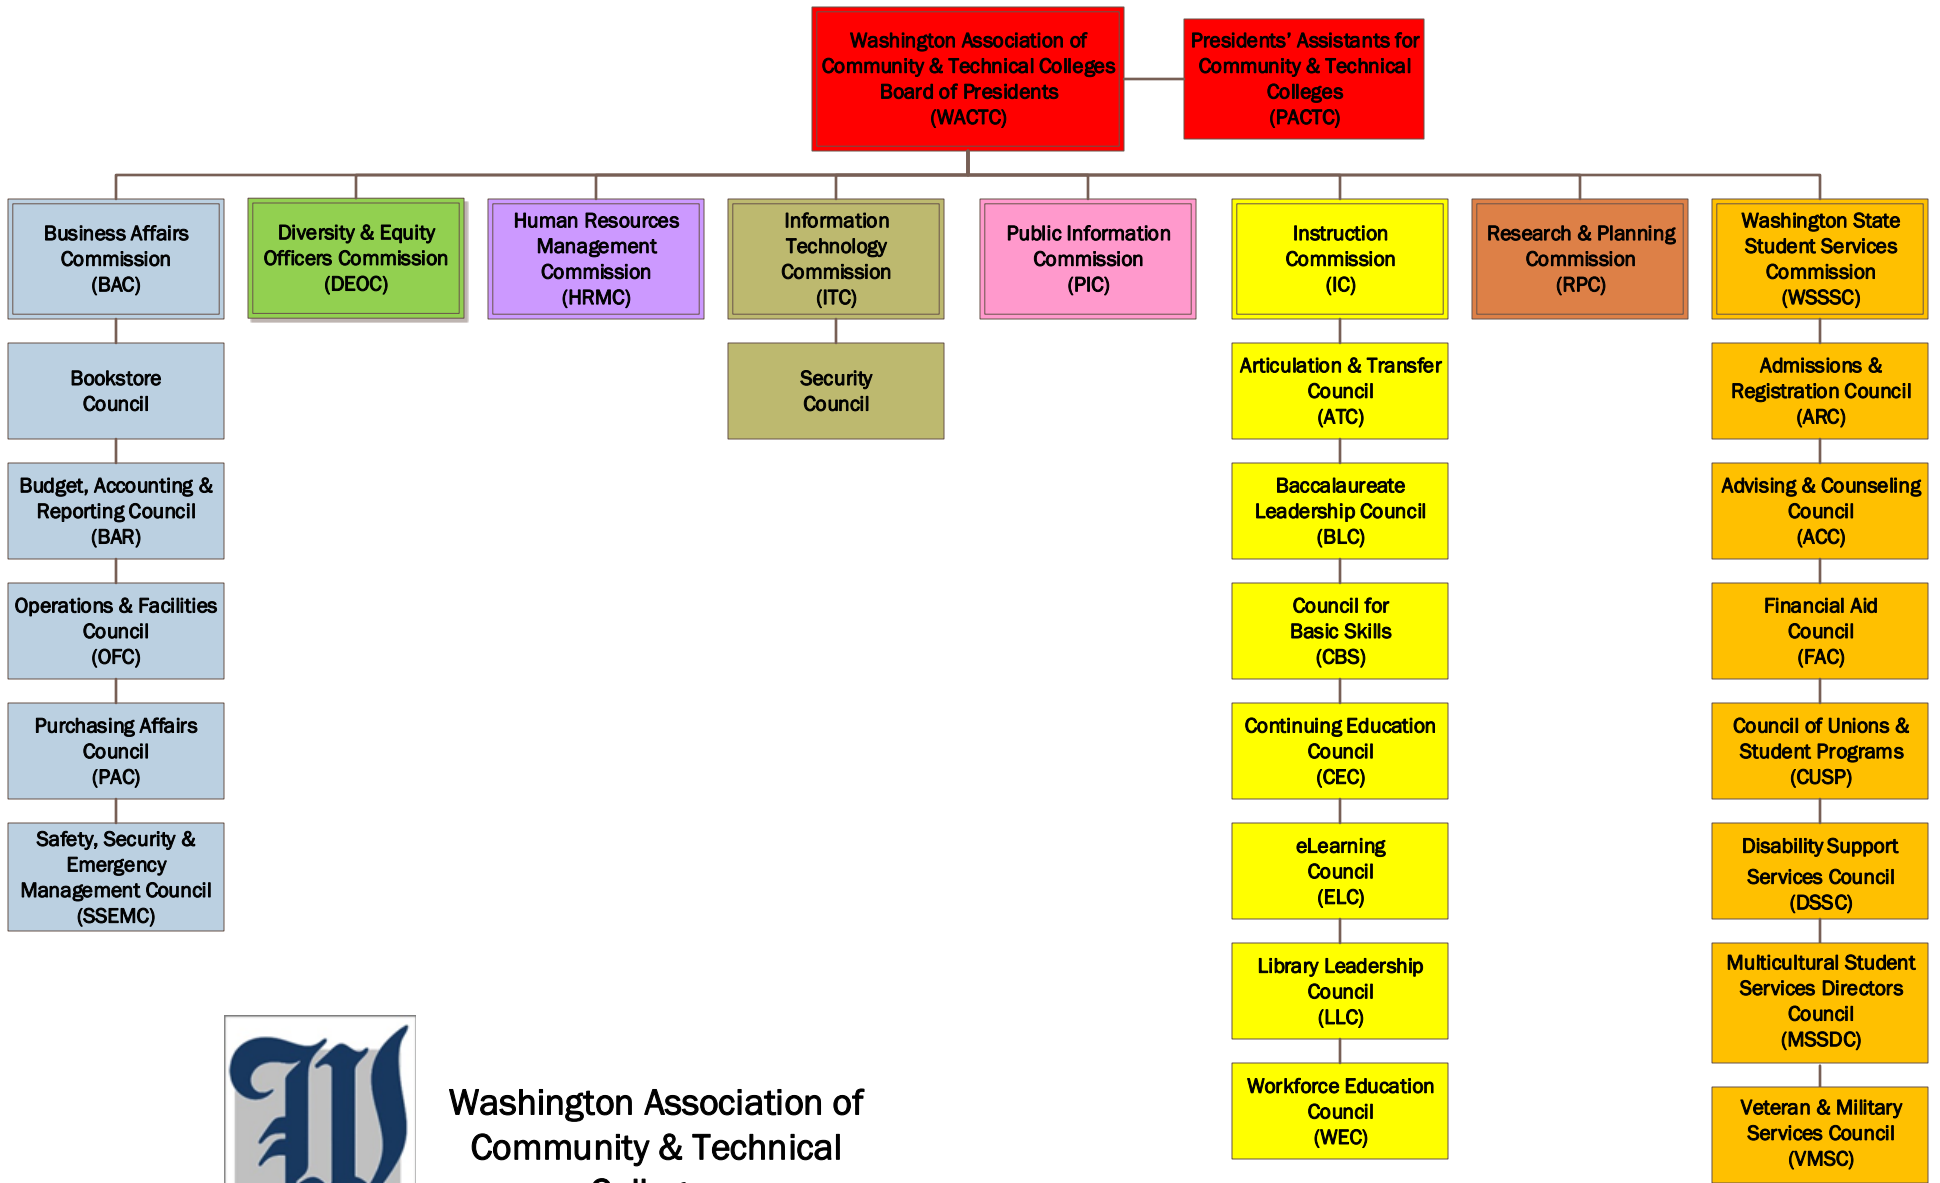 Washington Association of
Community & Technical Colleges
Board of Presidents
(WACTC)
Presidents’ Assistants for
Community & Technical
Colleges
(PACTC)
Business Affairs
Commission
(BAC)
Diversity & Equity
Officers Commission
(DEOC)
Human Resources
Management
Commission
(HRMC)
Information
Technology
Commission
(ITC)
Public Information
Commission
(PIC)
Instruction
Commission
(IC)
Research & Planning
Commission
(RPC)
Washington State
Student Services
Commission
(WSSSC)
Bookstore
Council
Budget, Accounting &
Reporting Council
(BAR)
Operations & Facilities
Council
(OFC)
Purchasing Affairs
Council
(PAC)
Safety, Security &
Emergency
Management Council
(SSEMC)
Security
Council
Articulation & Transfer
Council
(ATC)
Baccalaureate
Leadership Council
(BLC)
Council for
Basic Skills
(CBS)
Continuing Education
Council
(CEC)
eLearning
Council
(ELC)
Library Leadership
Council
(LLC)
Workforce Education
Council
(WEC)
Admissions &
Registration Council
(ARC)
Advising & Counseling
Council
(ACC)
Financial Aid
Council
(FAC)
Council of Unions &
Student Programs
(CUSP)
Disability Support
Services Council
(DSSC)
Multicultural Student
Services Directors
Council
(MSSDC)
Veteran & Military
Services Council
(VMSC)
W
Washington Association of
Community & Technical